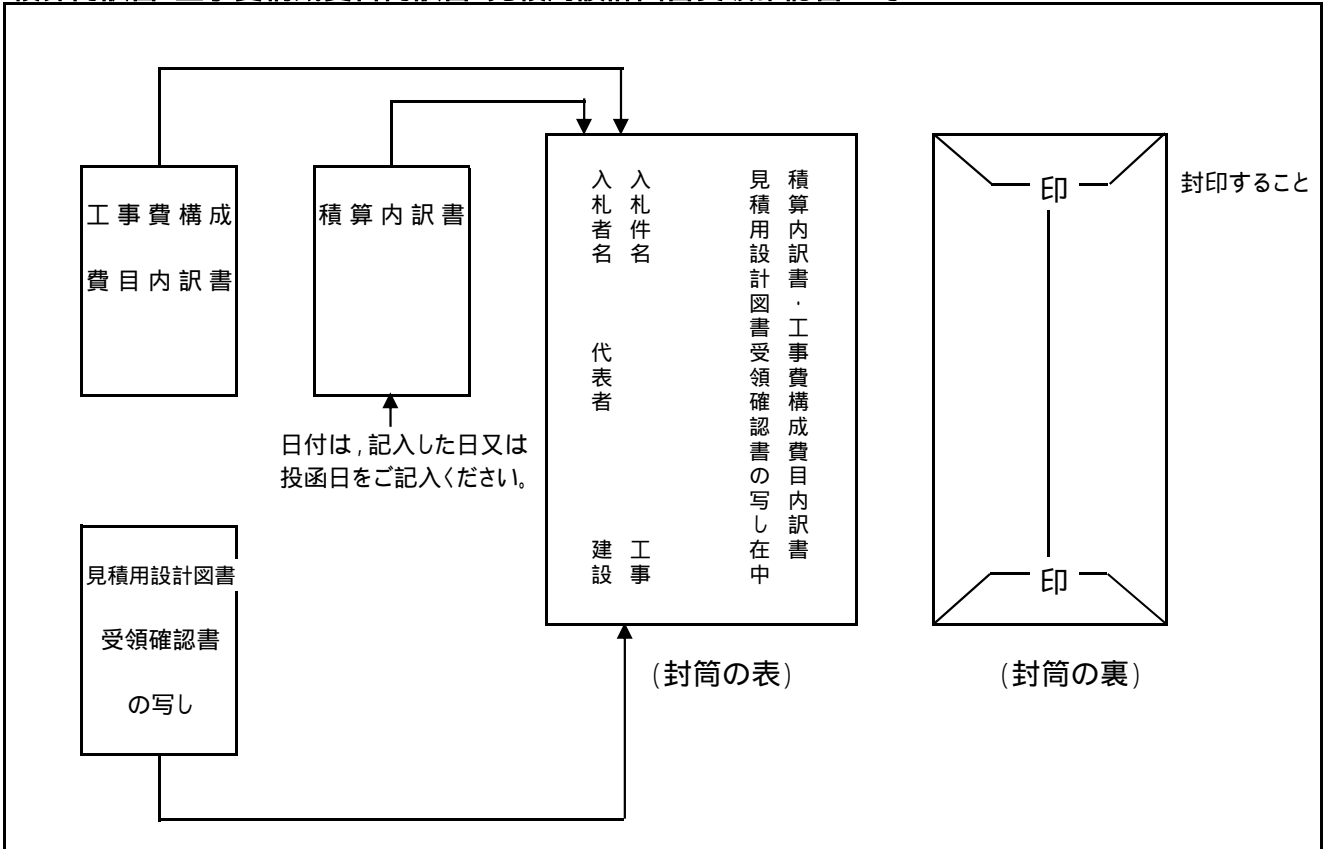 工事費構成
費目内訳書
積算内訳書
日付は,記入した日又は
投函日をご記入ください。
見積用設計図書
受領確認書
の写し
積算内訳書・工事費構成費目内訳書
見積用設計図書受領確認書の写し在中
入札件名 工事
入札者名 代表者 建設
(封筒の表)
印
印
封印すること
(封筒の裏)